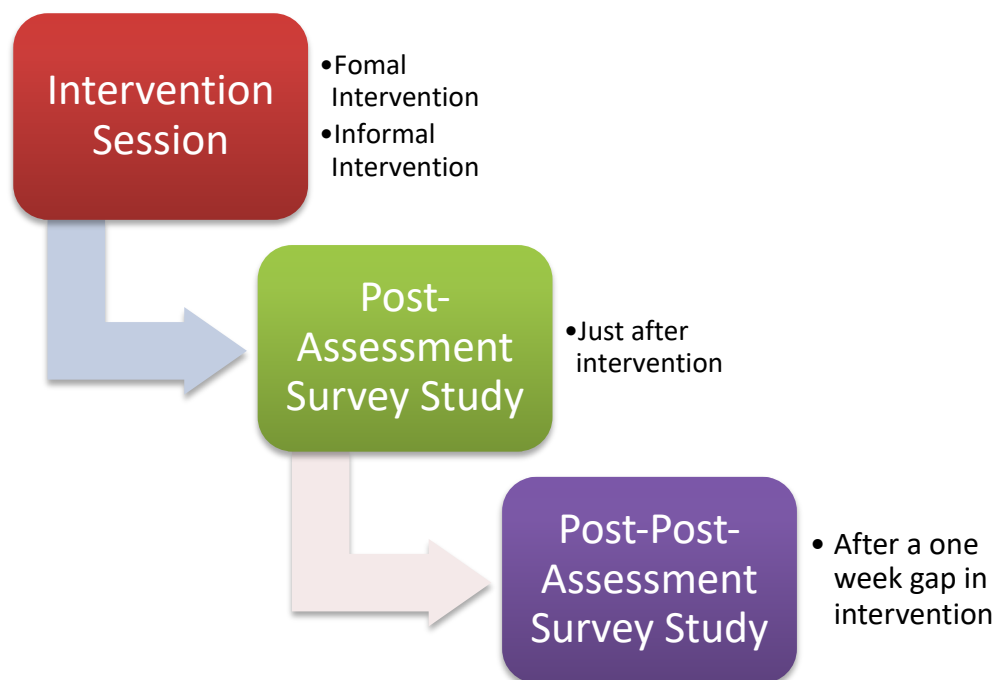 Intervention
Session
•Fomal
Intervention
•Informal
Intervention
Post-
Assessment
Survey Study
•Just after
intervention
Post-Post-
Assessment
Survey Study
• After a one
week gap in
intervention